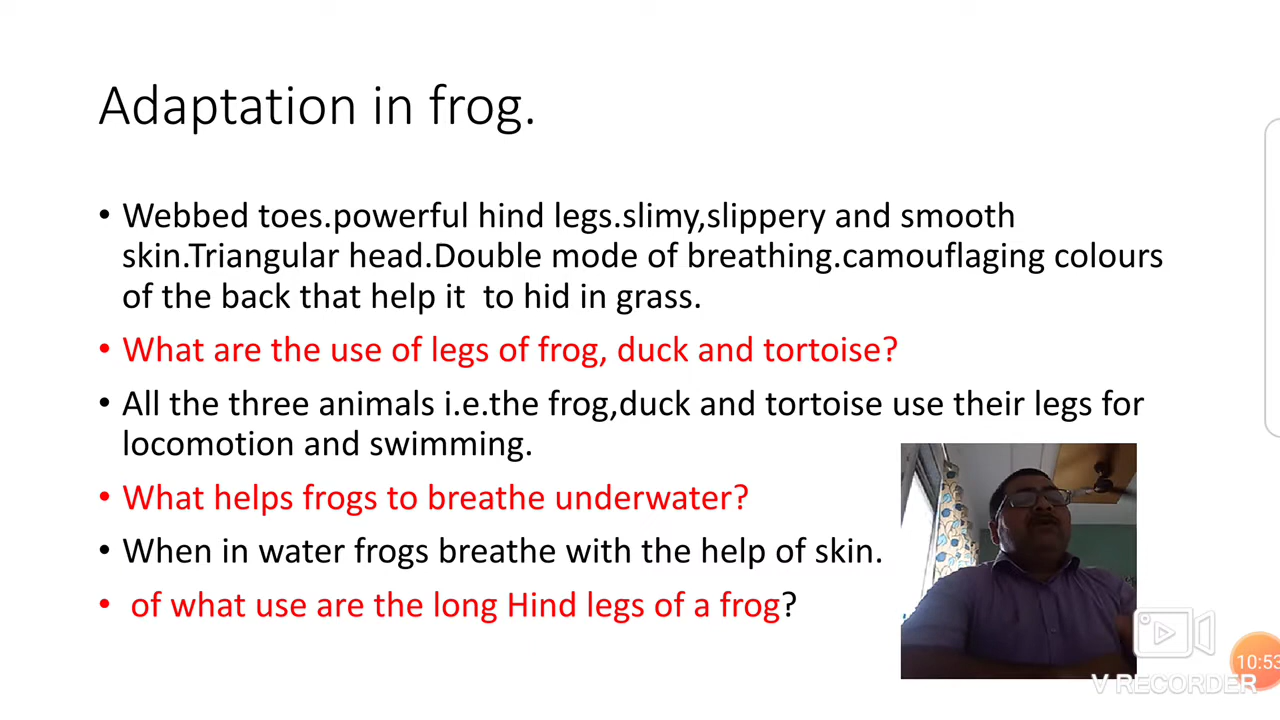 Adaptation in frog.
• Webbed toes.powerful hind legs.slimy,slippery and smooth
skin.Triangular head.Double mode of breathing.camouflaging colours
of the back that help it  to hid in grass.
• What are the use of legs of frog, duck and tortoise?
• All the three animals i.e.the frog,duck and tortoise use their legs for
locomotion and swimming.
• What helps frogs to breathe underwater?
• When in water frogs breathe with the help of skin.
• of what use are the long Hind legs of a frog?
V RECORDER
10:53